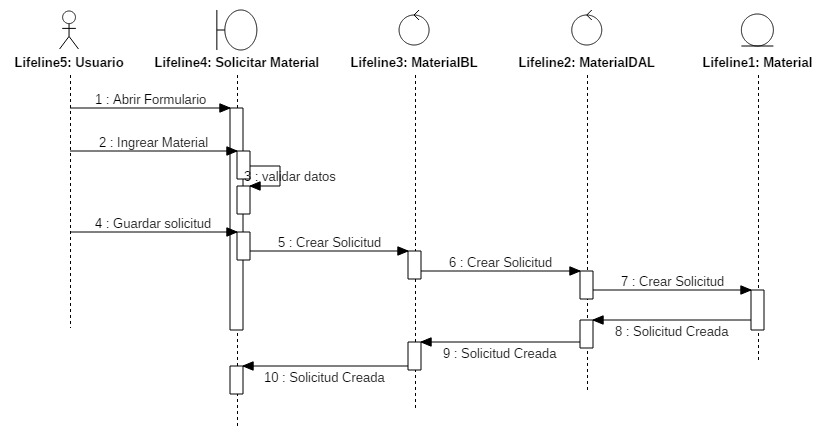 Lifeline5: Usuario
Lifeline4: Solicitar Material
Lifeline3: MaterialBL
Lifeline2: MaterialDAL
Lifeline1: Material
1 : Abrir Formulario
2 : Ingrear Material
3 : validar datos
4 : Guardar solicitud
5 : Crear Solicitud
6 : Crear Solicitud
7 : Crear Solicitud
8 : Solicitud Creada
9 : Solicitud Creada
10 : Solicitud Creada